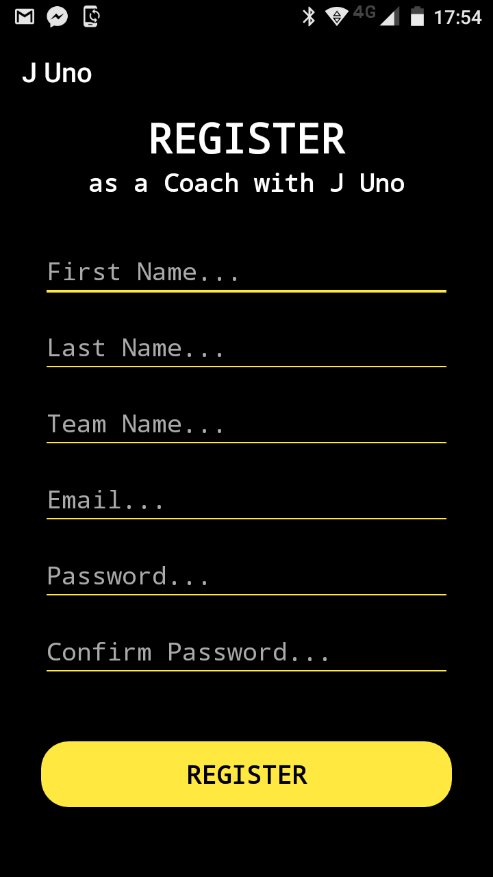 4G 17:54
J Uno
REGISTER
as a Coach with J Uno
First Name...
Last Name...
Team Name...
Email...
Password...
Confirm Password...
REGISTER